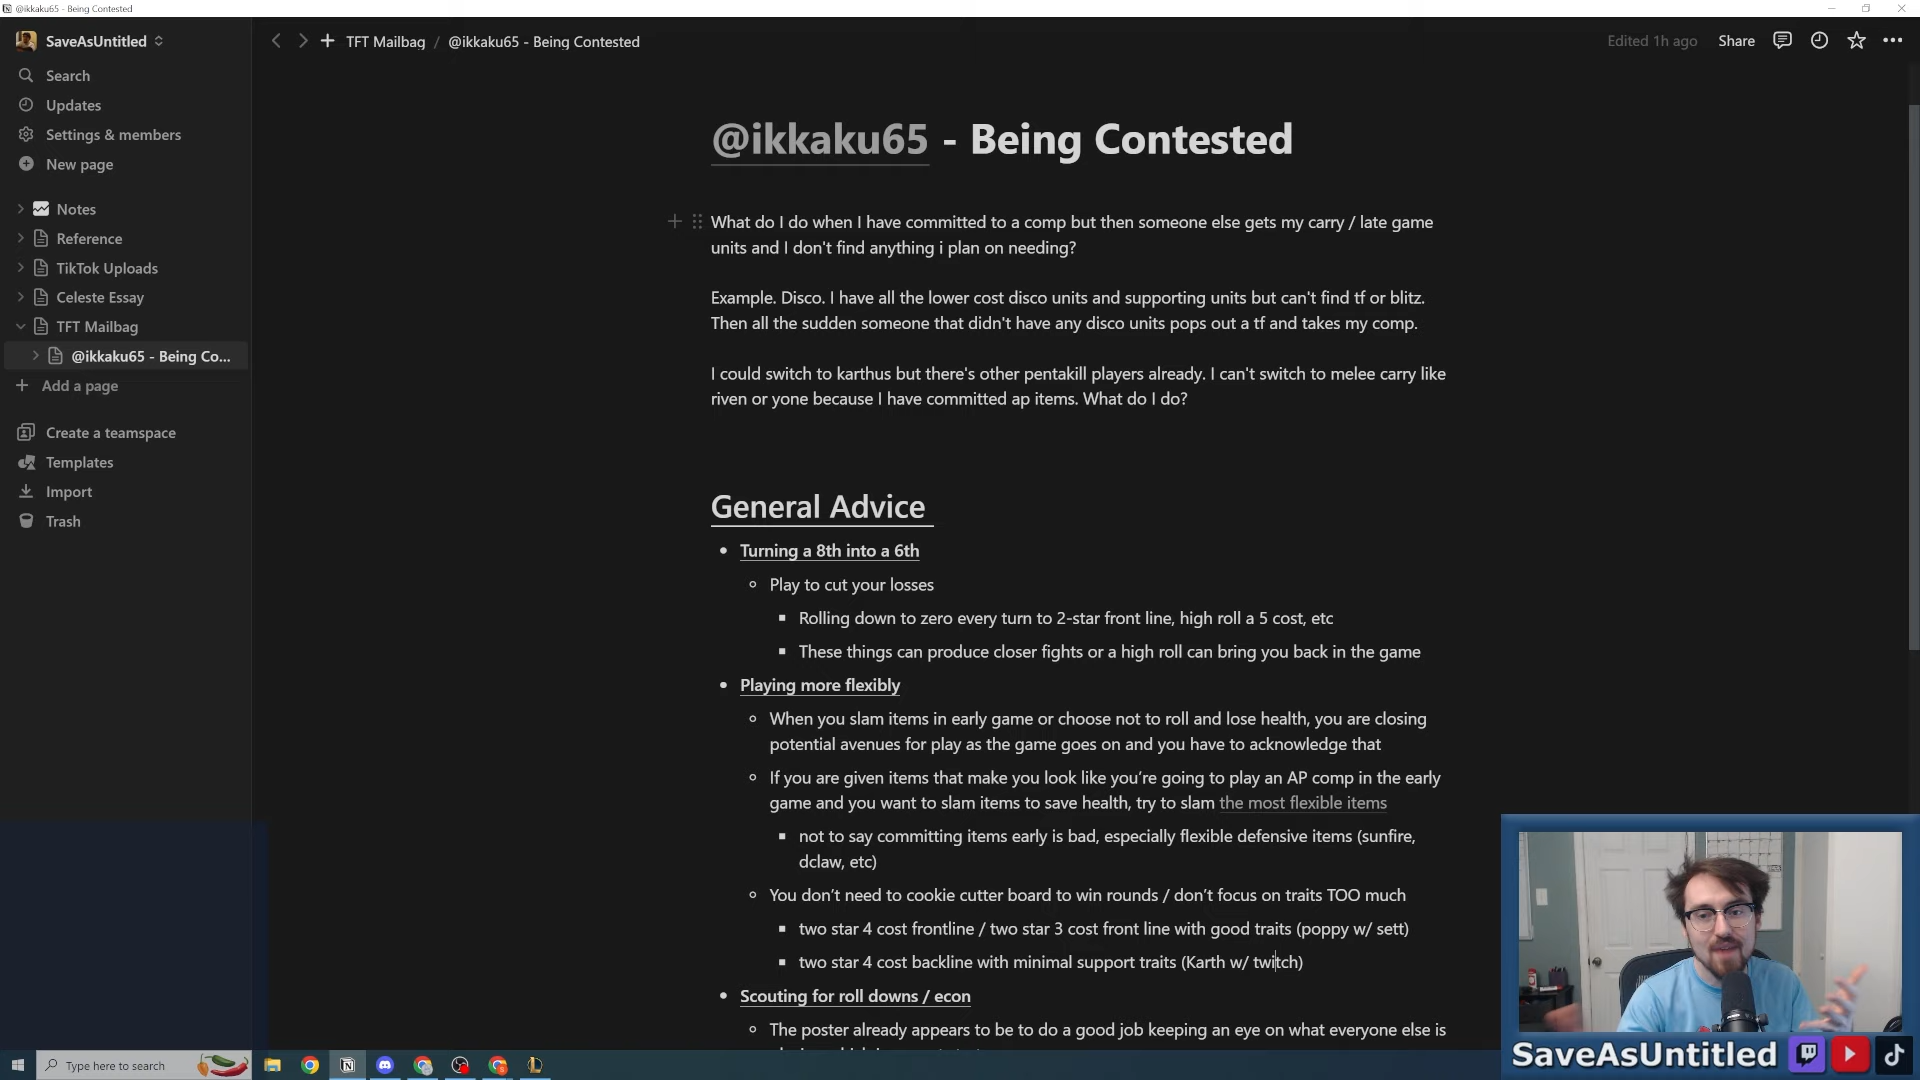 @ikkaku65 - Being Contested
SaveAsUntitled
TFT Mailbag / @ikkaku65 - Being Contested
Edited 1h ago
Share
Search
Updates
Settings & members
New page
Notes
Reference
TikTok Uploads
Celeste Essay
TFT Mailbag
@ikkaku65 - Being Co...
Add a page
Create a teamspace
Templates
Import
Trash
@ikkaku65 - Being Contested
What do I do when I have committed to a comp but then someone else gets my carry / late game
units and I don't find anything i plan on needing?
Example. Disco. I have all the lower cost disco units and supporting units but can't find tf or blitz.
Then all the sudden someone that didn't have any disco units pops out a tf and takes my comp.
I could switch to karthus but there's other pentakill players already. I can't switch to melee carry like
riven or yone because I have committed ap items. What do I do?
General Advice
Turning a 8th into a 6th
Play to cut your losses
Rolling down to zero every turn to 2-star front line, high roll a 5 cost, etc
These things can produce closer fights or a high roll can bring you back in the game
Playing more flexibly
When you slam items in early game or choose not to roll and lose health, you are closing
potential avenues for play as the game goes on and you have to acknowledge that
If you are given items that make you look like you're going to play an AP comp in the early
game and you want to slam items to save health, try to slam the most flexible items
not to say committing items early is bad, especially flexible defensive items (sunfire,
dclaw, etc)
You don't need to cookie cutter board to win rounds / don't focus on traits TOO much
two star 4 cost frontline / two star 3 cost front line with good traits (poppy w/ sett)
two star 4 cost backline with minimal support traits (Karth w/ twitch)
Scouting for roll downs / econ
The poster already appears to be to do a good job keeping an eye on what everyone else is
SaveAsUntitled
Type here to search